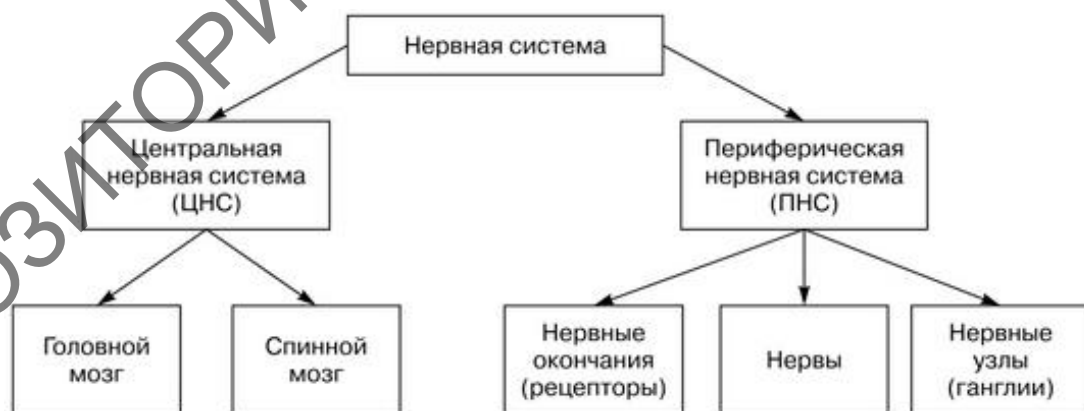 Нервная система
Центральная
нервная система
(ЦНС)
Периферическая
нервная система
(ПНС)
Головной
мозг
Спинной
мозг
Нервные
окончания
(рецепторы)
Нервы
Нервные
узлы
(ганглии)